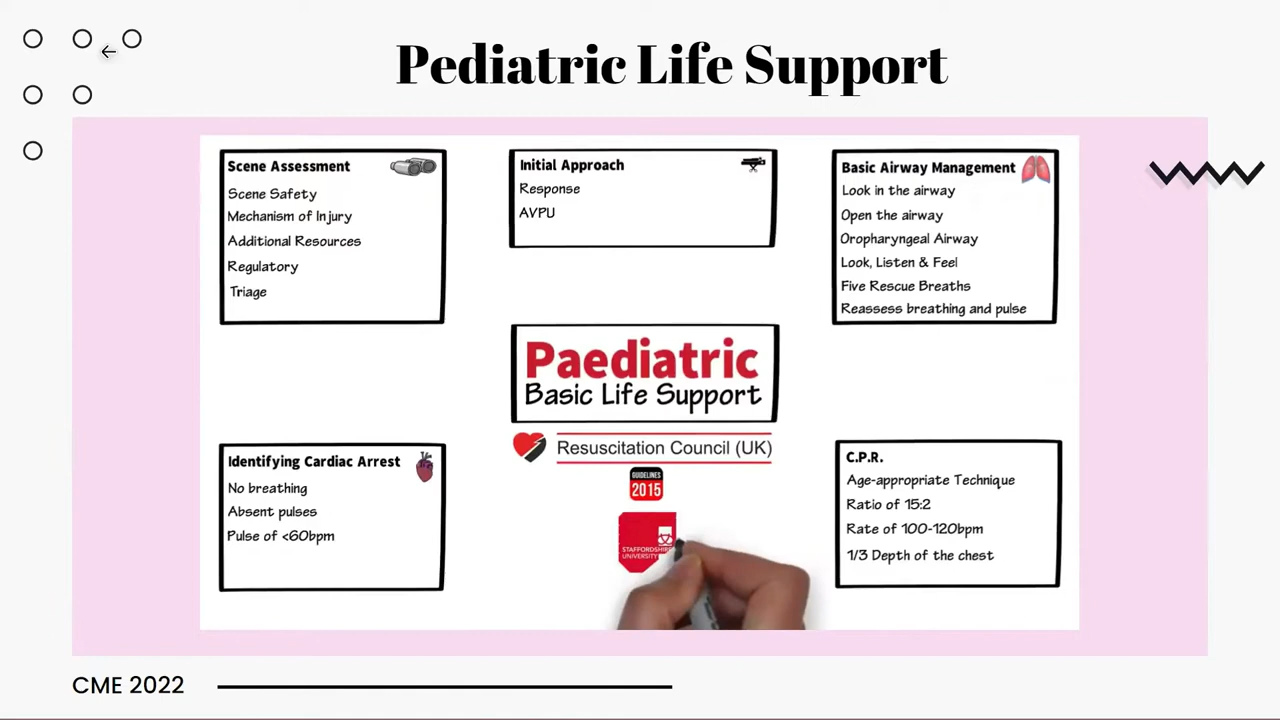 Pediatric Life Support
Scene Assessment
Scene Safety
Mechanism of Injury
Additional Resources
Regulatory
Triage
Initial Approach
Response
AVPU
Basic Airway Management
Look in the airway
Open the airway
Oropharyngeal Airway
Look, Listen & Feel
Five Rescue Breaths
Reassess breathing and pulse
Paediatric
Basic Life Support
Resuscitation Council (UK)
GUIDELINES
2015
STAFFORDSHIRE
UNIVERSITY
Identifying Cardiac Arrest
No breathing
Absent pulses
Pulse of <60bpm
C.P.R.
Age-appropriate Technique
Ratio of 15:2
Rate of 100-120bpm
1/3 Depth of the chest
CME 2022